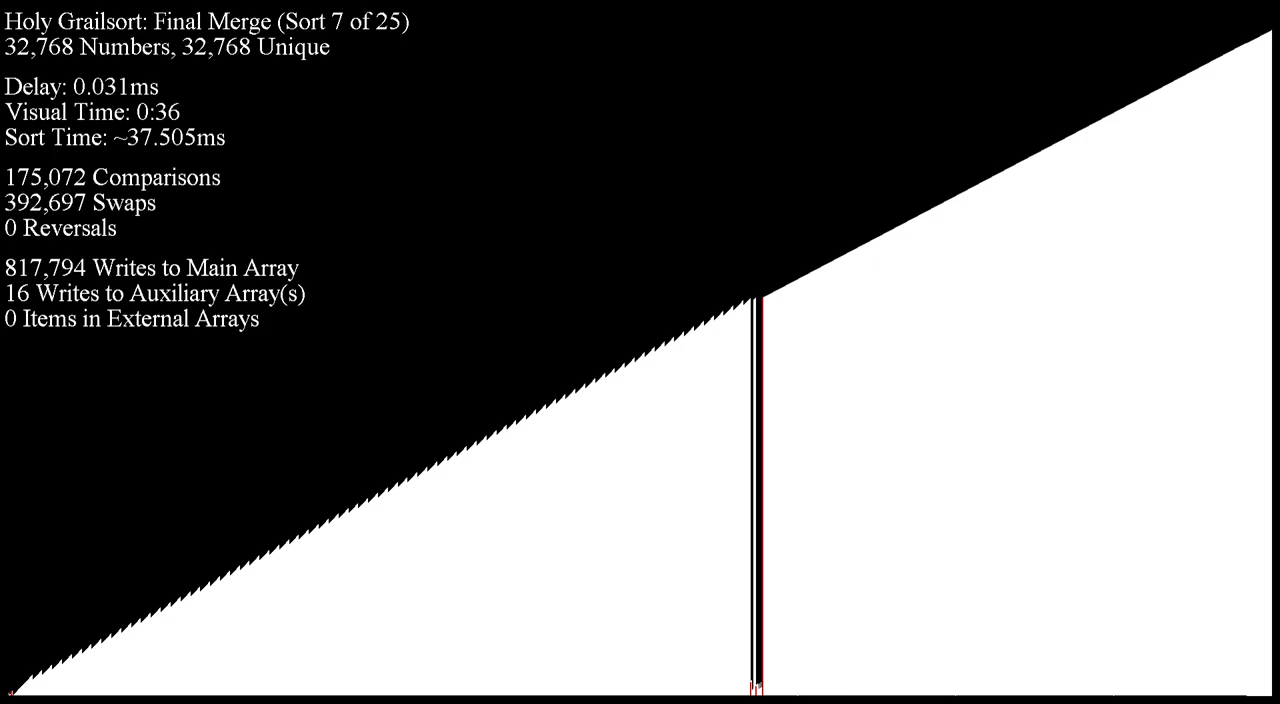 Holy Grailsort: Final Merge (Sort 7 of 25)
32,768 Numbers, 32,768 Unique
Delay: 0.031ms
Visual Time: 0:36
Sort Time: ~37.505ms
175,072 Comparisons
392,697 Swaps
0 Reversals
817,794 Writes to Main Array
16 Writes to Auxiliary Array(s)
0 Items in External Arrays